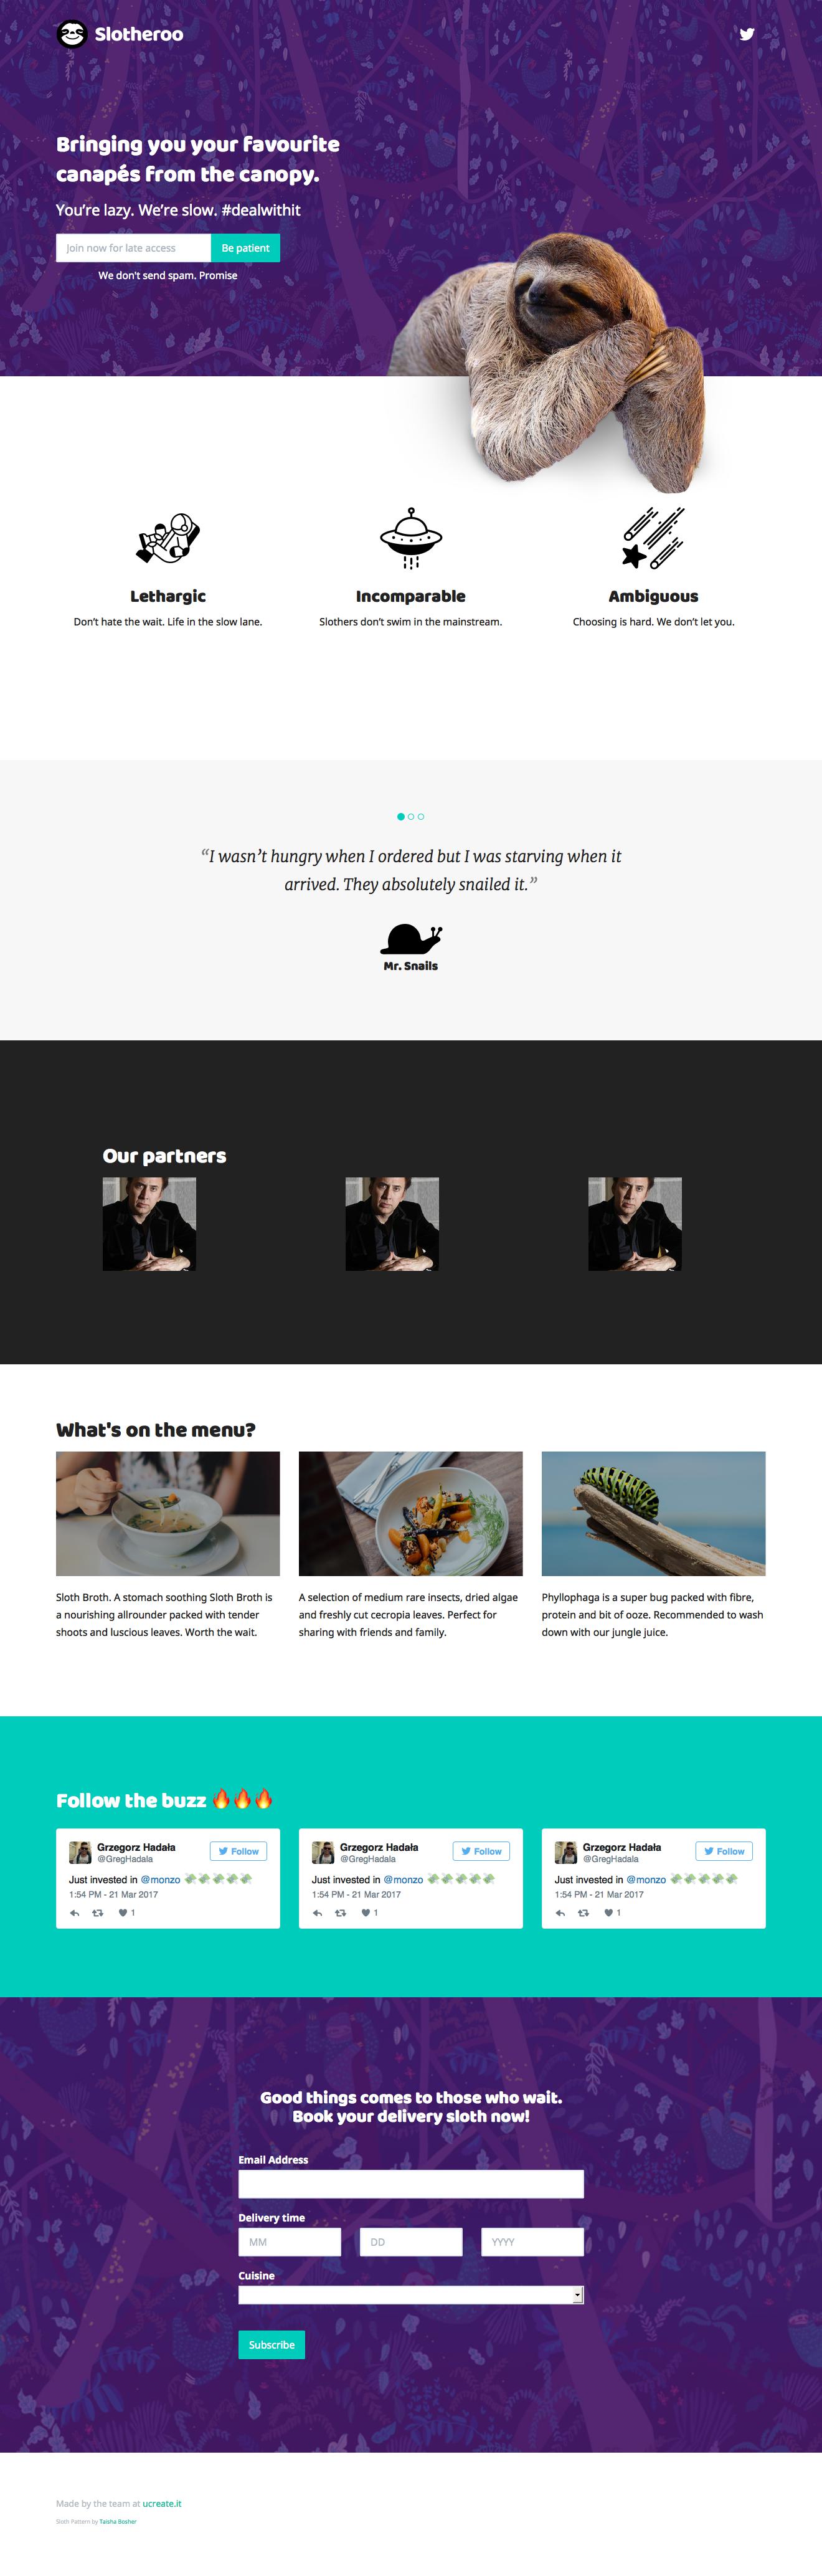 Slotheroo
Bringing you your favourite
canapés from the canopy.
You’re lazy. We’re slow. #dealwithit
Join now for late access
Be patient
We don't send spam. Promise
Lethargic
Don’t hate the wait. Life in the slow lane.
Incomparable
Slothers don’t swim in the mainstream.
Ambiguous
Choosing is hard. We don’t let you.
“I wasn’t hungry when I ordered but I was starving when it
arrived. They absolutely snailed it.”
Mr. Snails
Our partners
What's on the menu?
Sloth Broth. A stomach soothing Sloth Broth is
a nourishing allrounder packed with tender
shoots and luscious leaves. Worth the wait.
A selection of medium rare insects, dried algae
and freshly cut cecropia leaves. Perfect for
sharing with friends and family.
Phyllophaga is a super bug packed with fibre,
protein and bit of ooze. Recommended to wash
down with our jungle juice.
Follow the buzz 🔥🔥🔥
Grzegorz Hadała
@GregHadala
Follow
Just invested in @monzo 💸💸💸💸💸
1:54 PM - 21 Mar 2017
1
Grzegorz Hadała
@GregHadala
Follow
Just invested in @monzo 💸💸💸💸💸
1:54 PM - 21 Mar 2017
1
Grzegorz Hadała
@GregHadala
Follow
Just invested in @monzo 💸💸💸💸💸
1:54 PM - 21 Mar 2017
1
Good things comes to those who wait.
Book your delivery sloth now!
Email Address
Delivery time
MM
DD
YYYY
Cuisine
Subscribe
Made by the team at ucreate.it
Sloth Pattern by Taisha Bosher